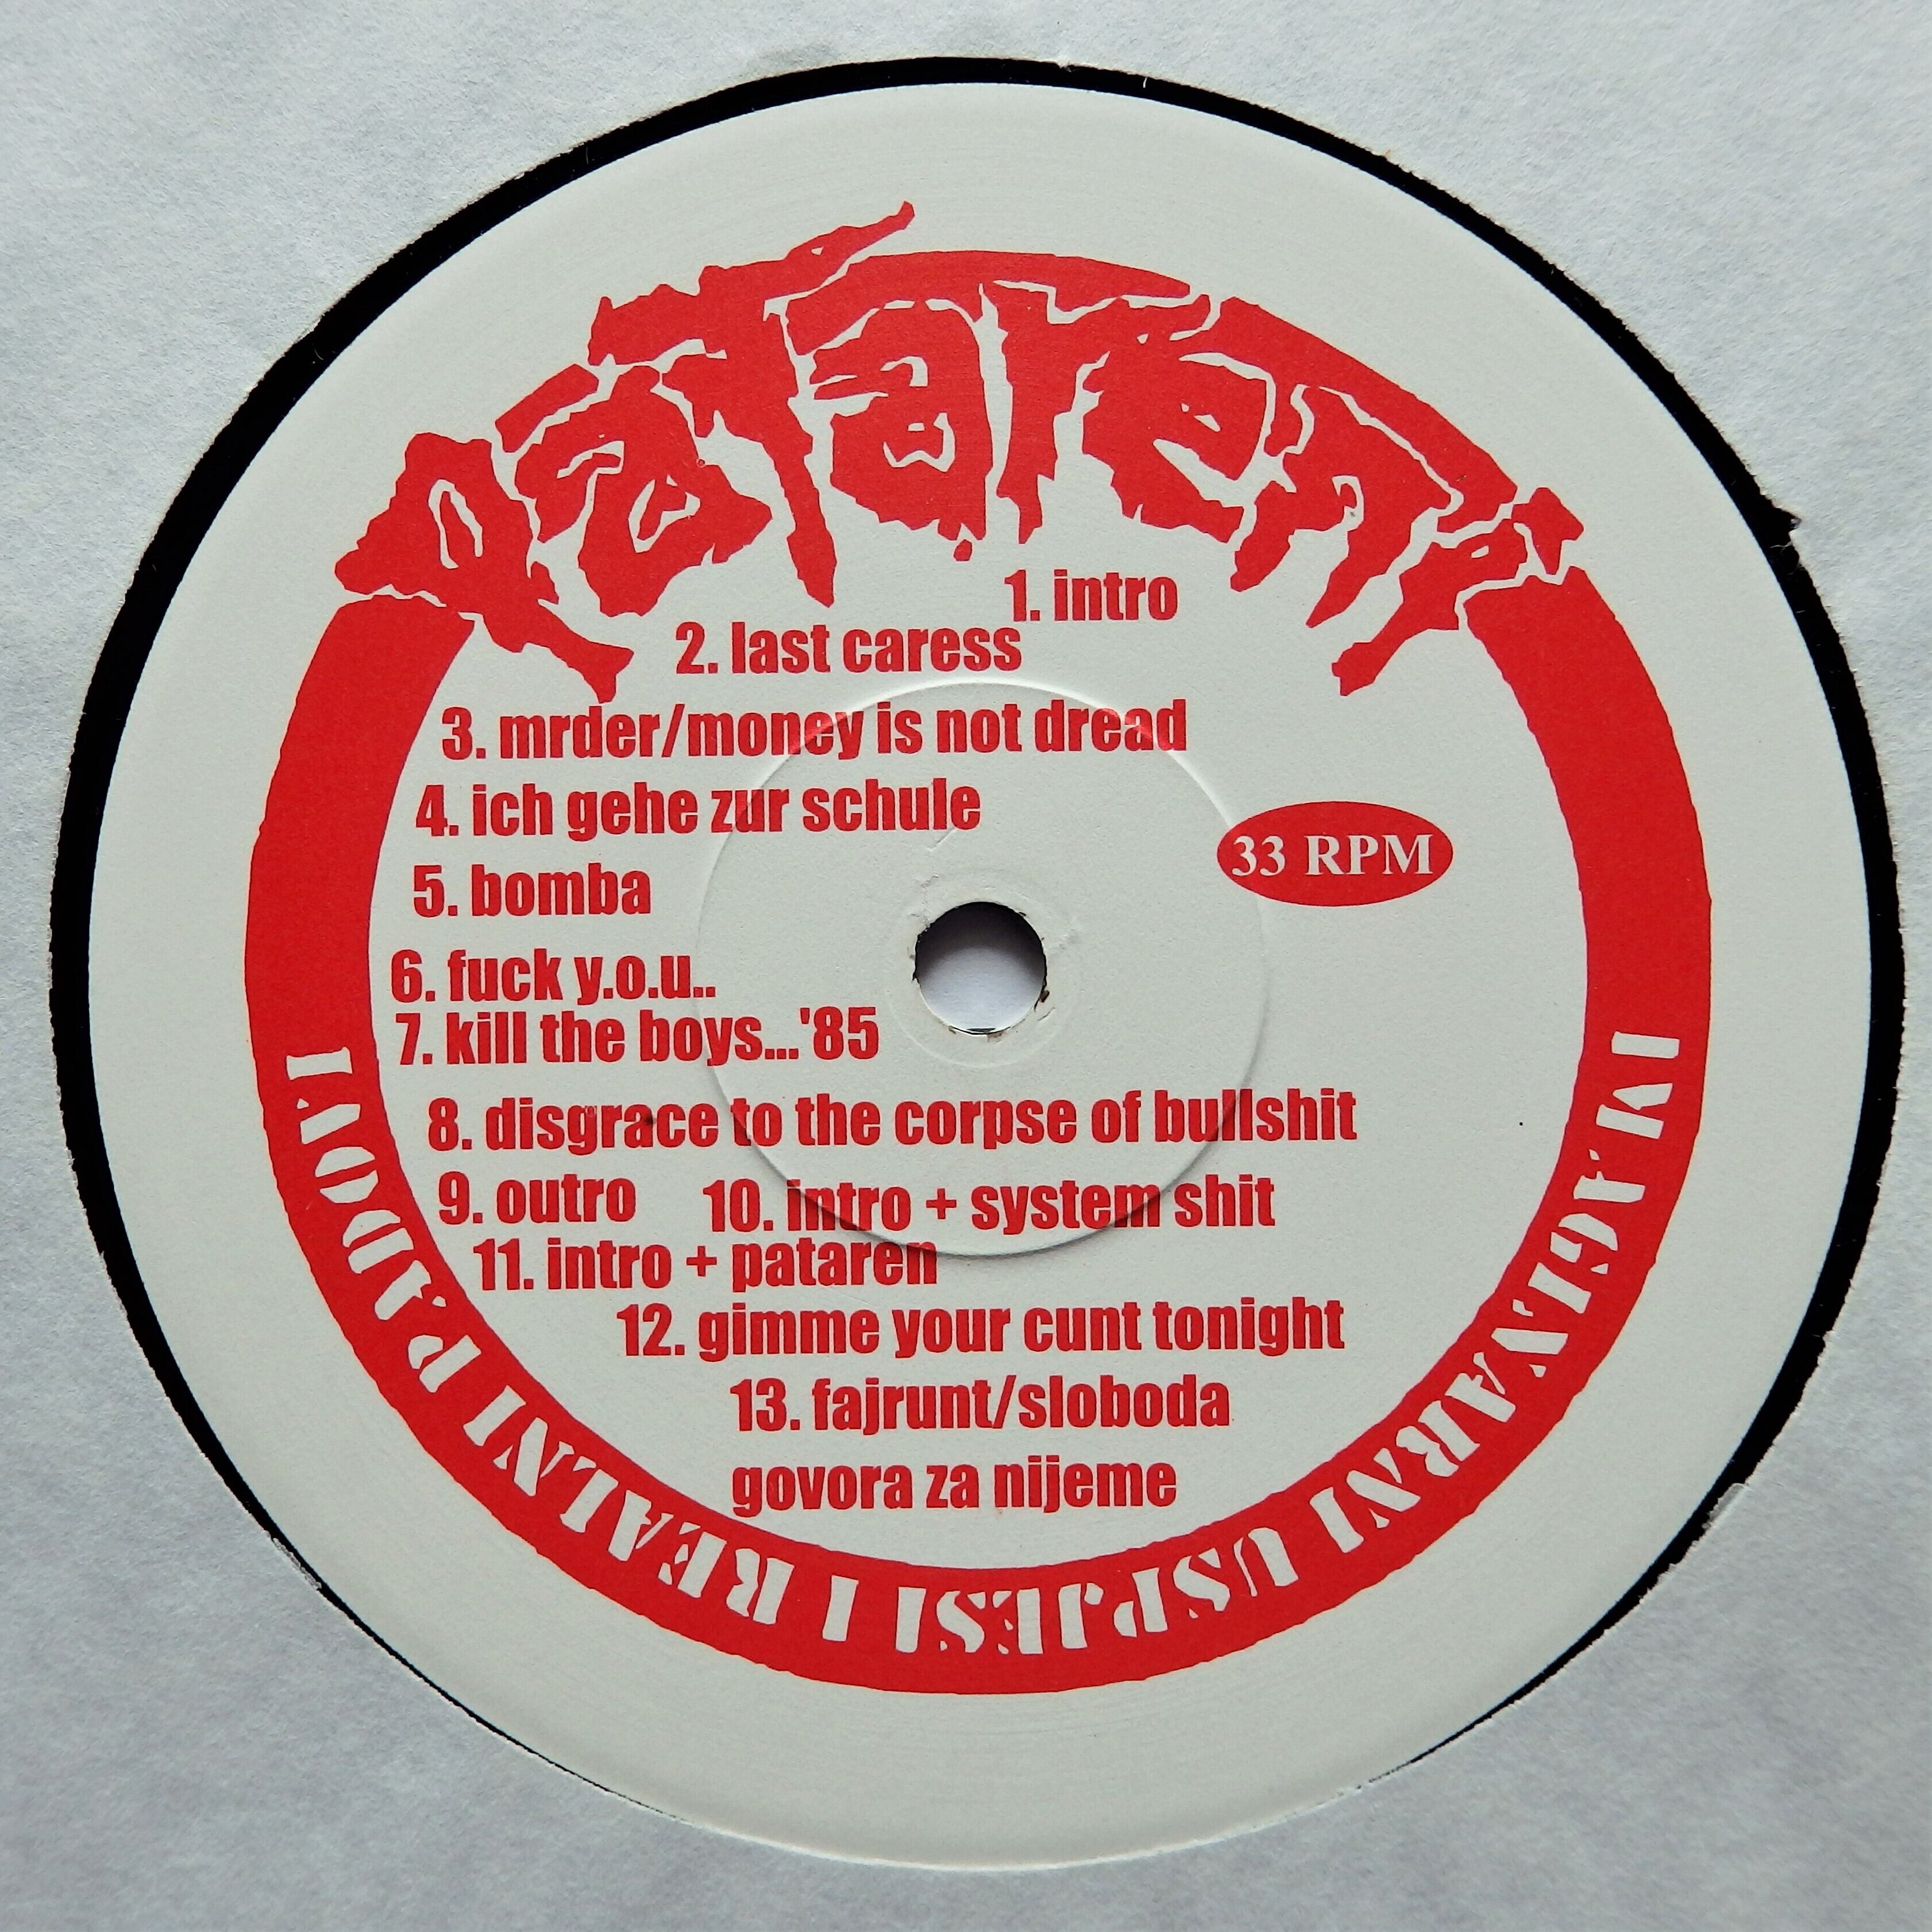 patareni
1. intro
2. last caress
3. mrder/money is not dread
4. ich gehe zur schule
33 RPM
5. bomba
6. fuck y.o.u..
7. kill the boys...'85
8. disgrace to the corpse of bullshit
9. outro 10. intro + system shit
11. intro + pataren
12. gimme your cunt tonight
13. fajrunt/sloboda
govora za nijeme
IMAGINARNI USPJESI I REALNI PADOVI